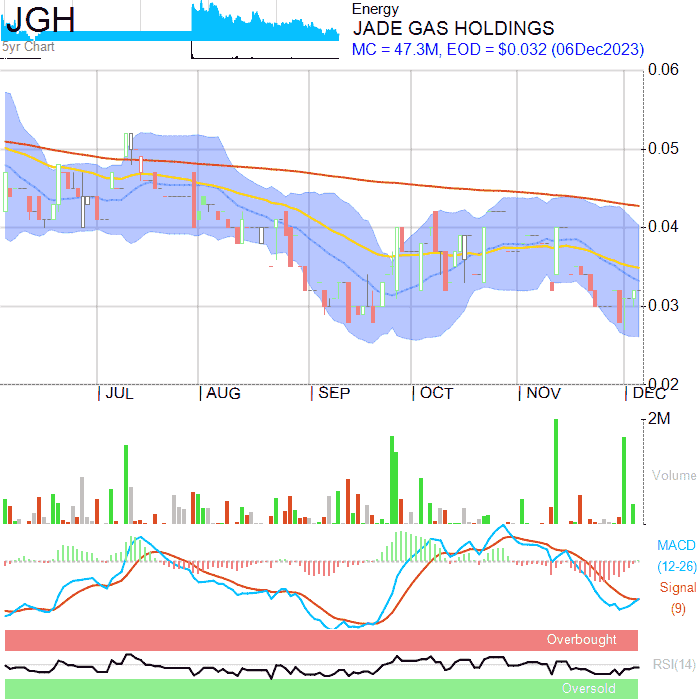 JGH
5yr Chart
Energy
JADE GAS HOLDINGS
MC = 47.3M, EOD = $0.032 (06Dec2023)
0.06
0.05
0.04
0.03
0.02
JUL
AUG
SEP
OCT
NOV
DEC
2M
Volume
MACD
(12-26)
Signal
(9)
Overbought
RSI(14)
Oversold